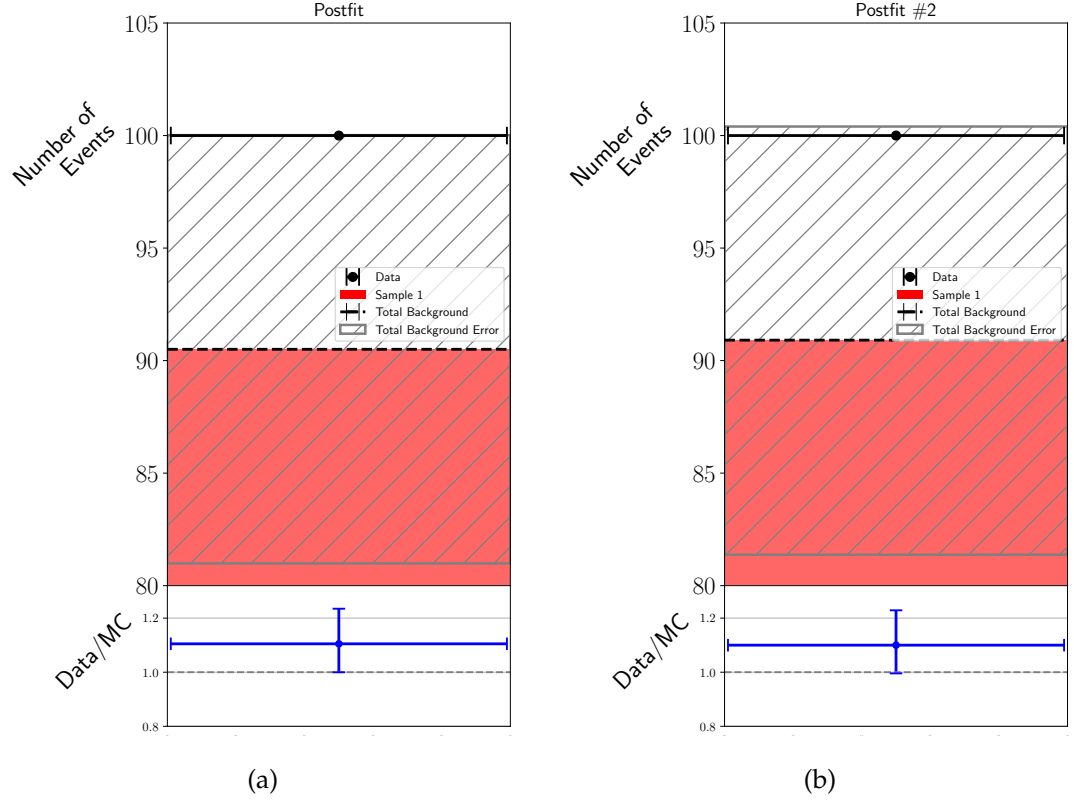 Postfit
105
100
95
90
85
80
Number of
Events
Data
Sample 1
Total Background
Total Background Error
1.2
1.0
0.8
Data/MC
(a)
Postfit #2
105
100
95
90
85
80
Number of
Events
Data
Sample 1
Total Background
Total Background Error
1.2
1.0
0.8
Data/MC
(b)